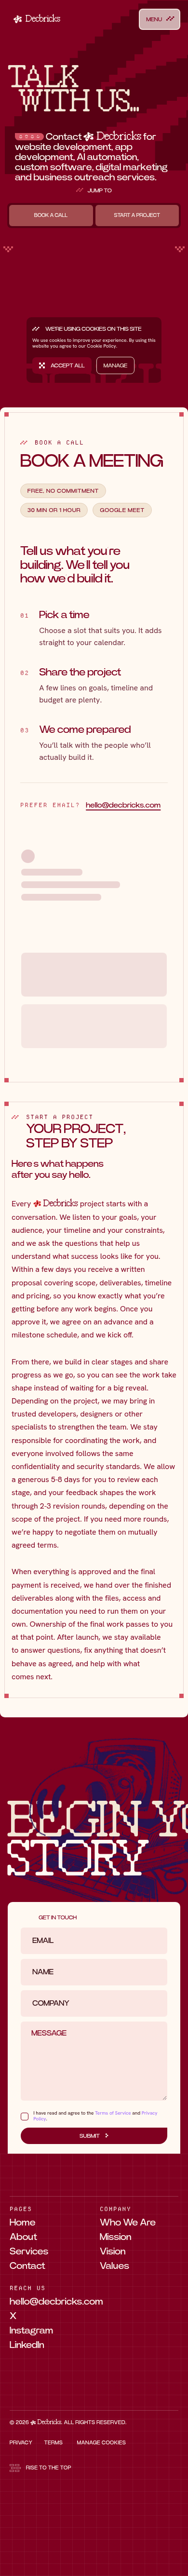 Decbricks
MENU
TALK
WITH US...
Contact Decbricks for
website development, app
development, AI automation,
custom software, digital marketing
and business outreach services.
JUMP TO
BOOK A CALL
START A PROJECT
WE'RE USING COOKIES ON THIS SITE
We use cookies to improve your experience. By using this
website you agree to our Cookie Policy.
ACCEPT ALL
MANAGE
BOOK A CALL
BOOK A MEETING
FREE, NO COMMITMENT
30 MIN OR 1 HOUR
GOOGLE MEET
Tell us what you're
building. We'll tell you
how we'd build it.
01 Pick a time
Choose a slot that suits you. It adds
straight to your calendar.
02 Share the project
A few lines on goals, timeline and
budget are plenty.
03 We come prepared
You'll talk with the people who'll
actually build it.
PREFER EMAIL? hello@decbricks.com
START A PROJECT
YOUR PROJECT,
STEP BY STEP
Here's what happens
after you say hello.
Every Decbricks project starts with a
conversation. We listen to your goals, your
audience, your timeline and your constraints,
and we ask the questions that help us
understand what success looks like for you.
Within a few days you receive a written
proposal covering scope, deliverables, timeline
and pricing, so you know exactly what you're
getting before any work begins. Once you
approve it, we agree on an advance and a
milestone schedule, and we kick off.
From there, we build in clear stages and share
progress as we go, so you can see the work take
shape instead of waiting for a big reveal.
Depending on the project, we may bring in
trusted developers, designers or other
specialists to strengthen the team. We stay
responsible for coordinating the work, and
everyone involved follows the same
confidentiality and security standards. We allow
a generous 5-8 days for you to review each
stage, and your feedback shapes the work
through 2-3 revision rounds, depending on the
scope of the project. If you need more rounds,
we're happy to negotiate them on mutually
agreed terms.
When everything is approved and the final
payment is received, we hand over the finished
deliverables along with the files, access and
documentation you need to run them on your
own. Ownership of the final work passes to you
at that point. After launch, we stay available
to answer questions, fix anything that doesn't
behave as agreed, and help with what
comes next.
BEGIN YO
STORY
GET IN TOUCH
EMAIL
NAME
COMPANY
MESSAGE
I have read and agree to the Terms of Service and Privacy
Policy.
SUBMIT
PAGES
Home
About
Services
Contact
COMPANY
Who We Are
Mission
Vision
Values
REACH US
hello@decbricks.com
X
Instagram
LinkedIn
© 2026 Decbricks. ALL RIGHTS RESERVED.
PRIVACY
TERMS
MANAGE COOKIES
RISE TO THE TOP